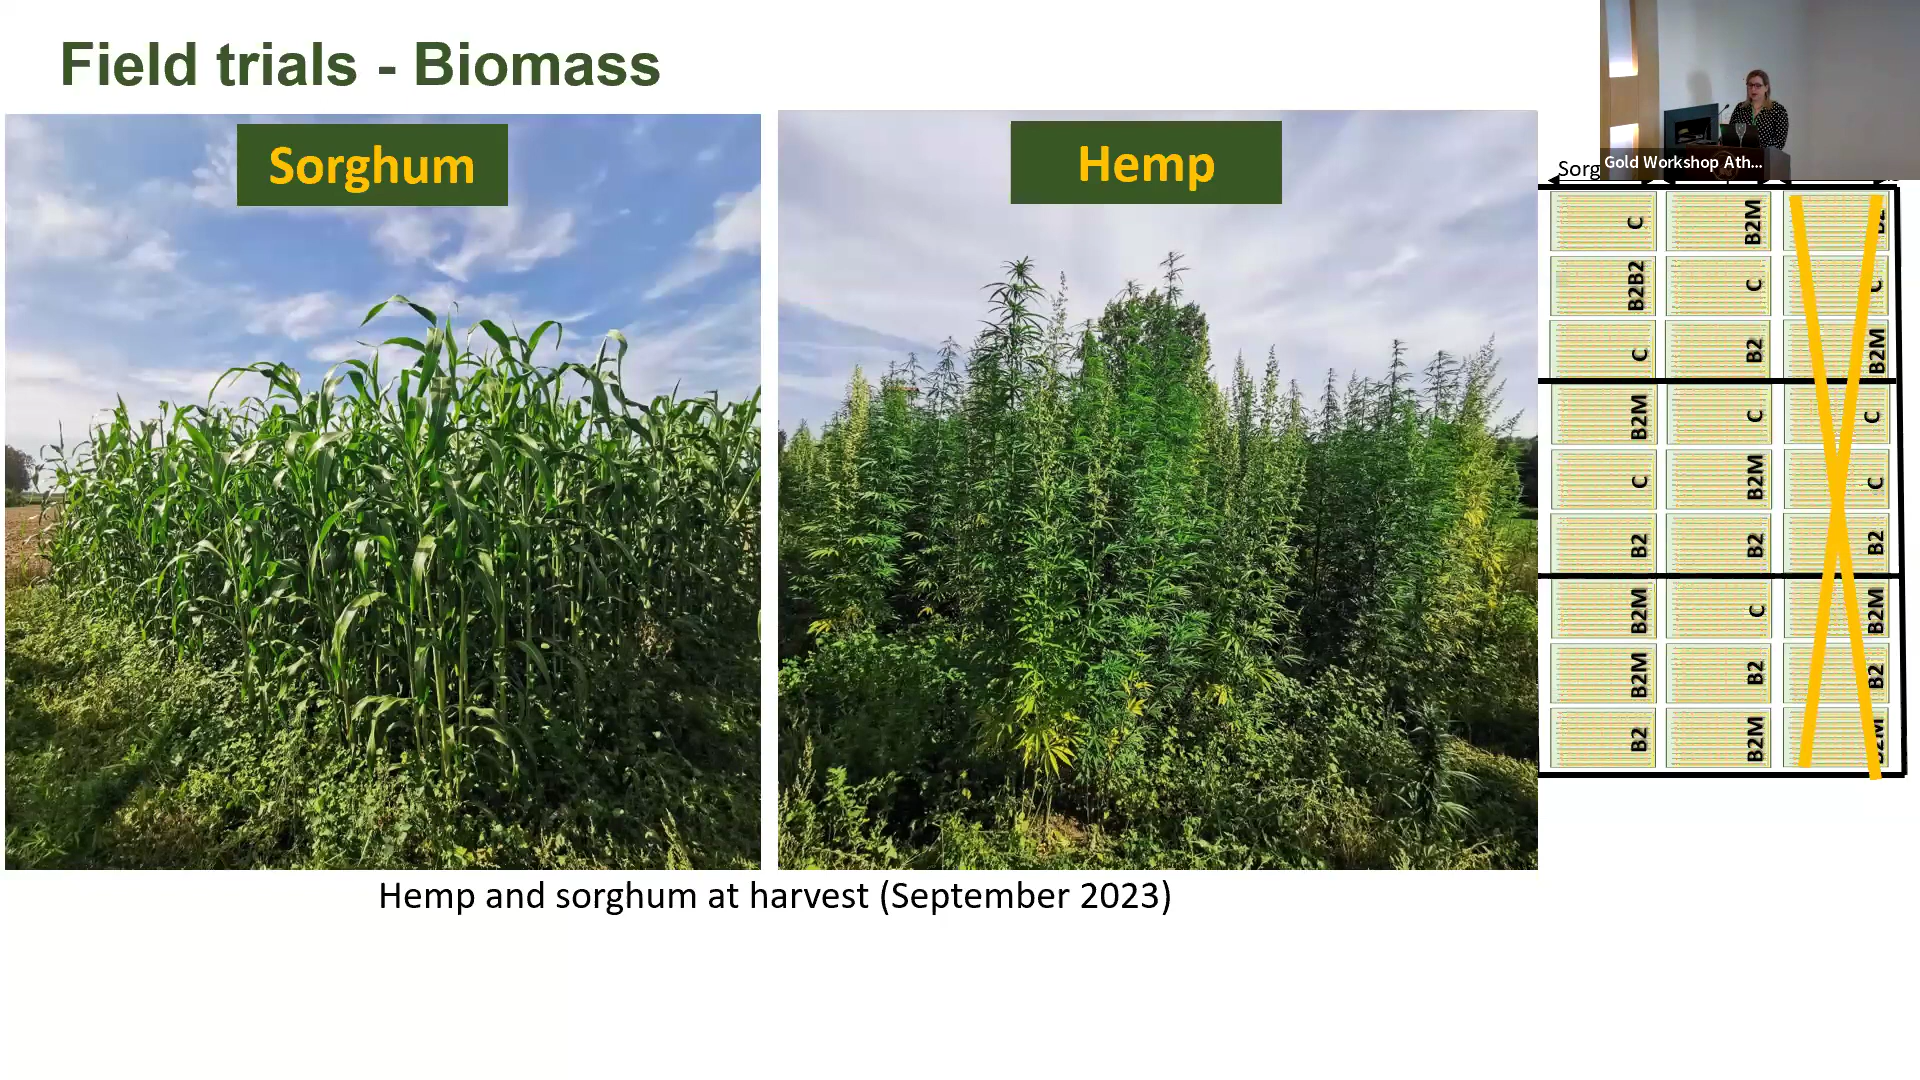 Field trials - Biomass
Sorghum
Hemp
Gold Workshop Ath...
Sorg
C
B2M
B2B2
C
C
C
B2
B2M
B2M
C
C
C
B2M
C
B2
B2
B2
B2M
C
B2M
B2M
B2
B2
B2
B2M
Hemp and sorghum at harvest (September 2023)